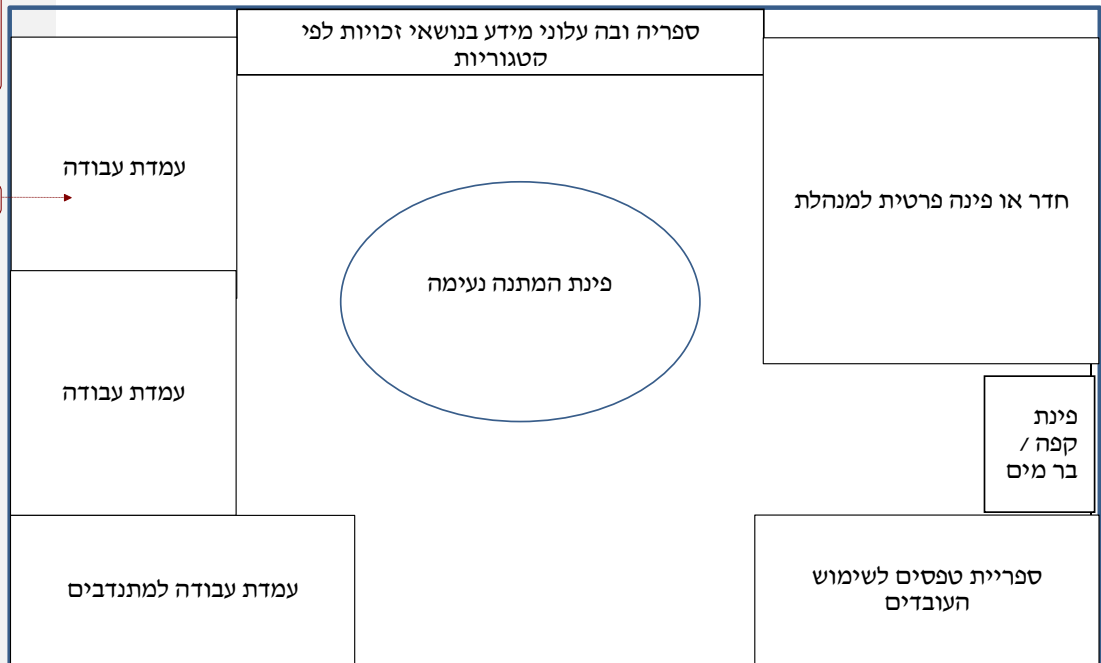 ספריה ובה עלוני מידע בנושאי זכויות לפי
קטגוריות
חדר או פינה פרטית למנהלת
עמדת עבודה
פינת המתנה נעימה
עמדת עבודה
פינת
קפה /
בר מים
ספריית טפסים לשימוש
העובדים
עמדת עבודה למתנדבים